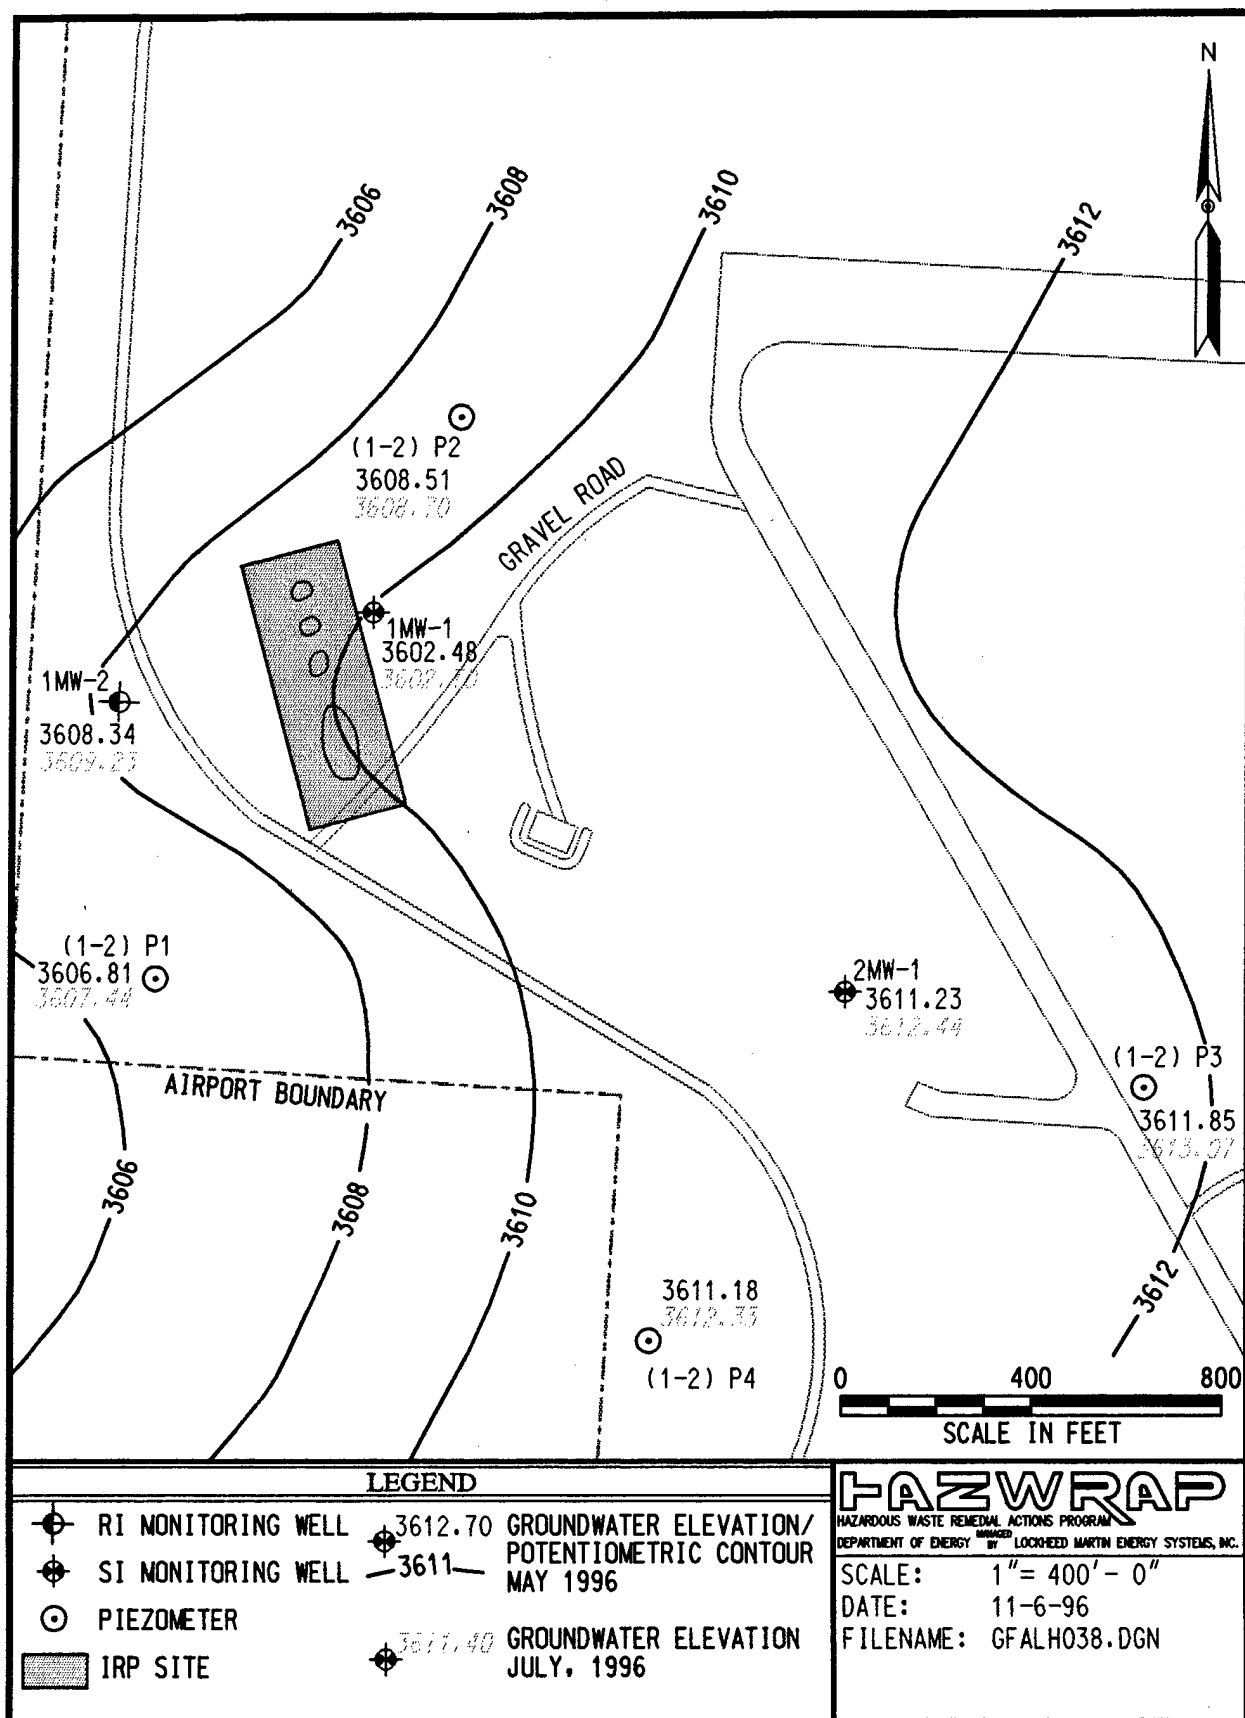 N
3606
3608
3610
3612
(1-2) P2
3608.51
3608.70
GRAVEL ROAD
1MW-1
3602.48
1MW-2
3608.34
3609.23
(1-2) P1
3606.81
3607.44
2MW-1
3611.23
3612.44
(1-2) P3
3611.85
3613.07
AIRPORT BOUNDARY
3606
3608
3610
3612
3611.18
3612.33
(1-2) P4
0 400 800
SCALE IN FEET
LEGEND
RI MONITORING WELL
SI MONITORING WELL
PIEZOMETER
IRP SITE
3612.70 GROUNDWATER ELEVATION/
3611 POTENTIOMETRIC CONTOUR
MAY 1996
3611.40 GROUNDWATER ELEVATION
JULY, 1996
HAZWRAP
HAZARDOUS WASTE REMEDIAL ACTIONS PROGRAM
DEPARTMENT OF ENERGY MANAGED BY LOCKHEED MARTIN ENERGY SYSTEMS, INC.
SCALE: 1"= 400'- 0"
DATE: 11-6-96
FILENAME: GFALH038.DGN